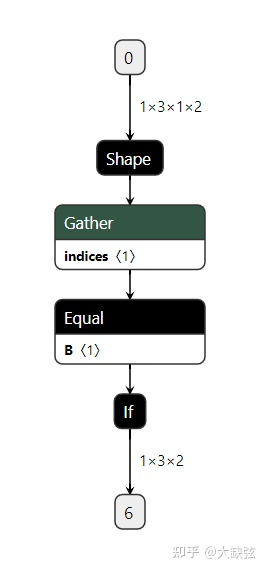 0
1×3×1×2
Shape
Gather
indices〈1〉
Equal
B〈1〉
If
1×3×2
6
知乎 @大缺弦